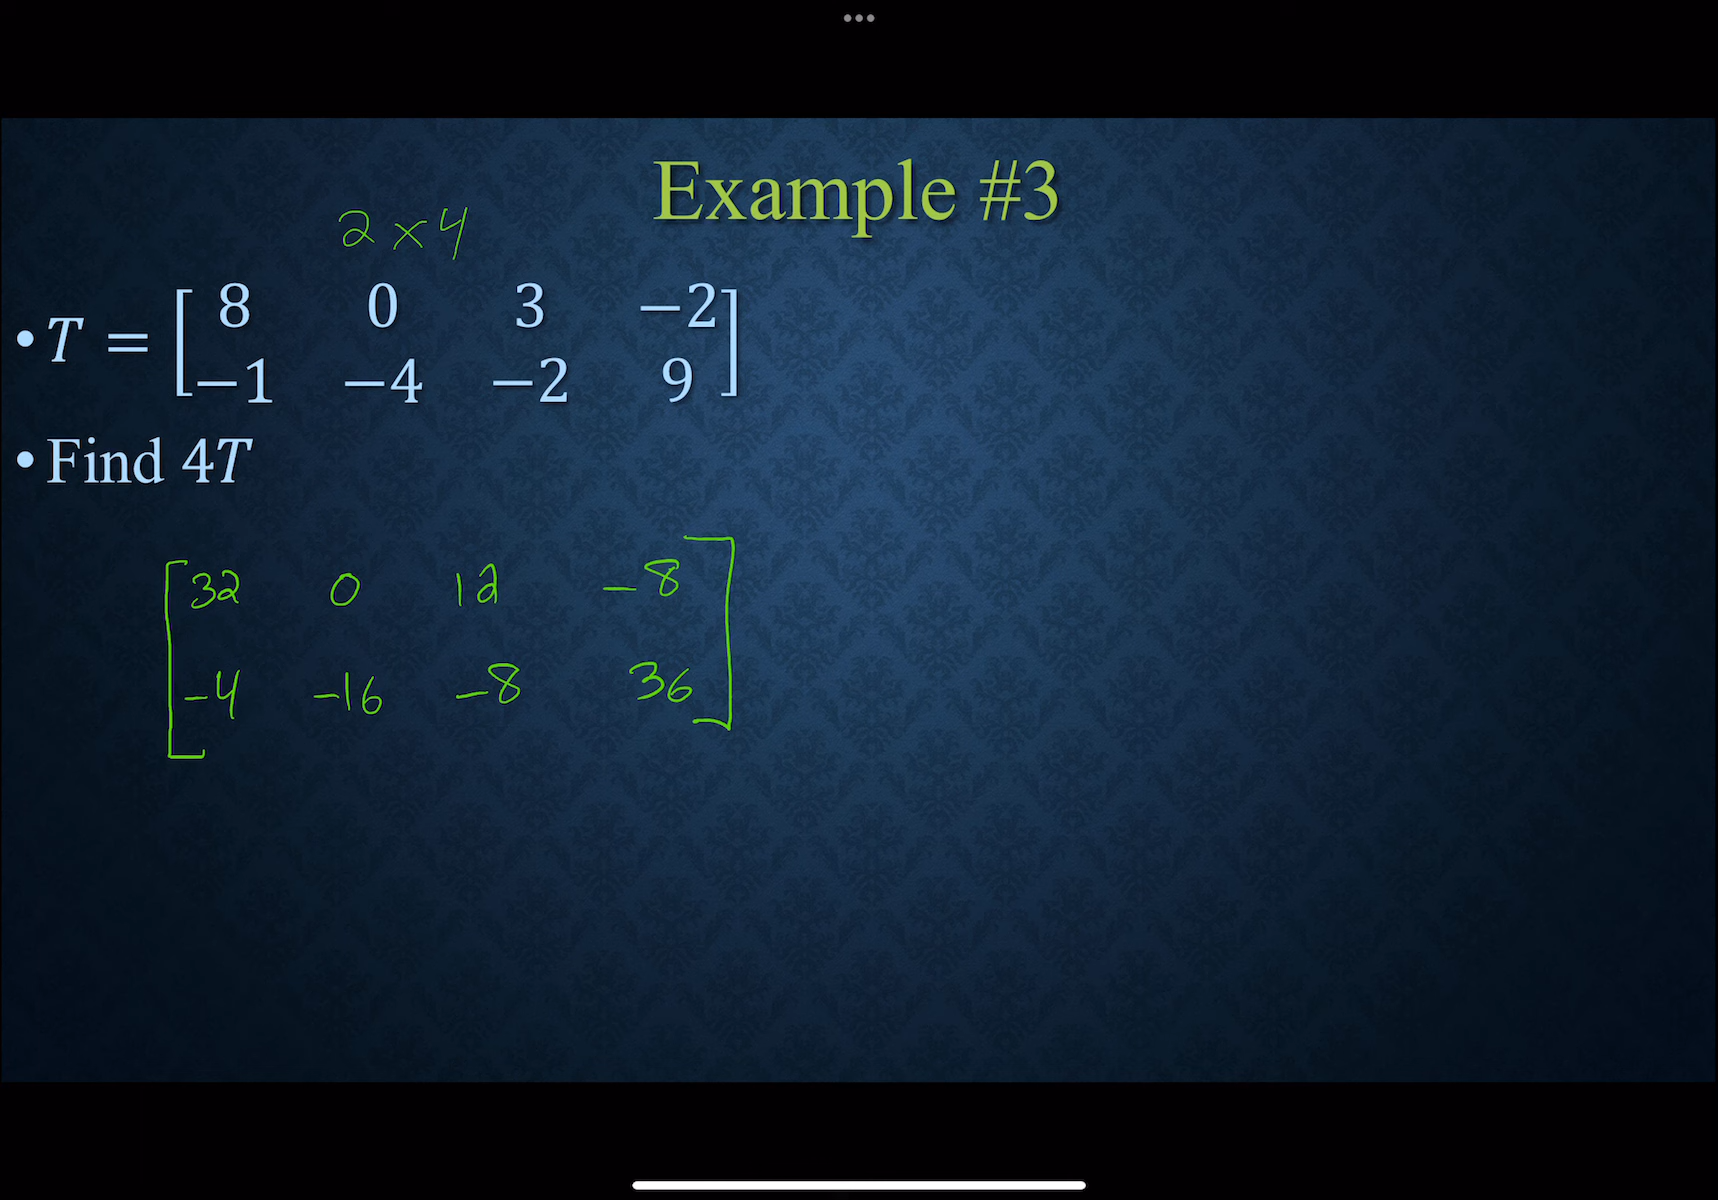 Example #3
2 x 4
• T = [ 8 0 3 −2 ]
[ −1 −4 −2 9 ]
• Find 4T
[ 32 0 12 −8 ]
[ −4 −16 −8 36 ]